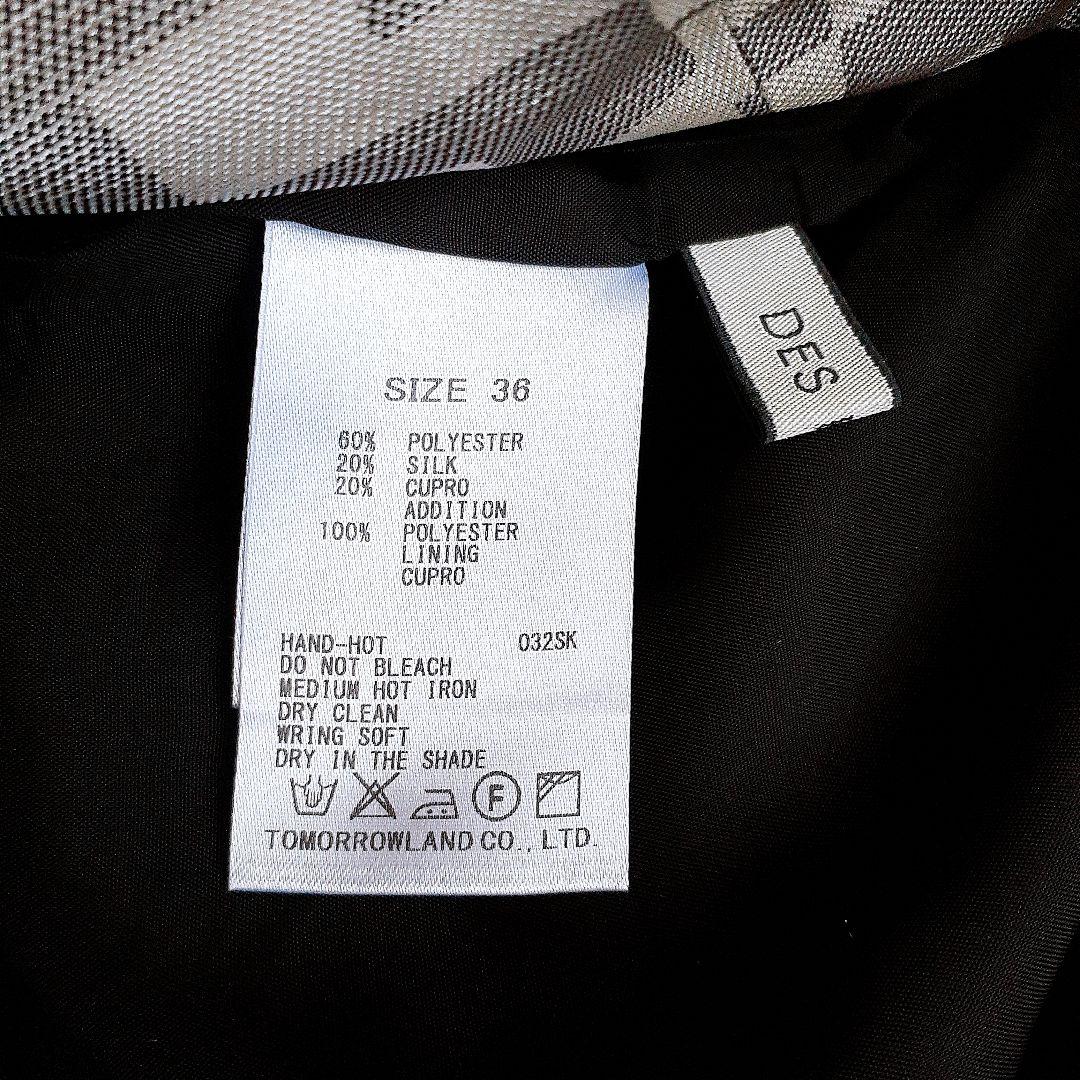 SIZE 36
60% POLYESTER
20% SILK
20% CUPRO
ADDITION
100% POLYESTER
LINING
CUPRO
HAND-HOT 032SK
DO NOT BLEACH
MEDIUM HOT IRON
DRY CLEAN
WRING SOFT
DRY IN THE SHADE
F
TOMORROWLAND CO., LTD.
DES